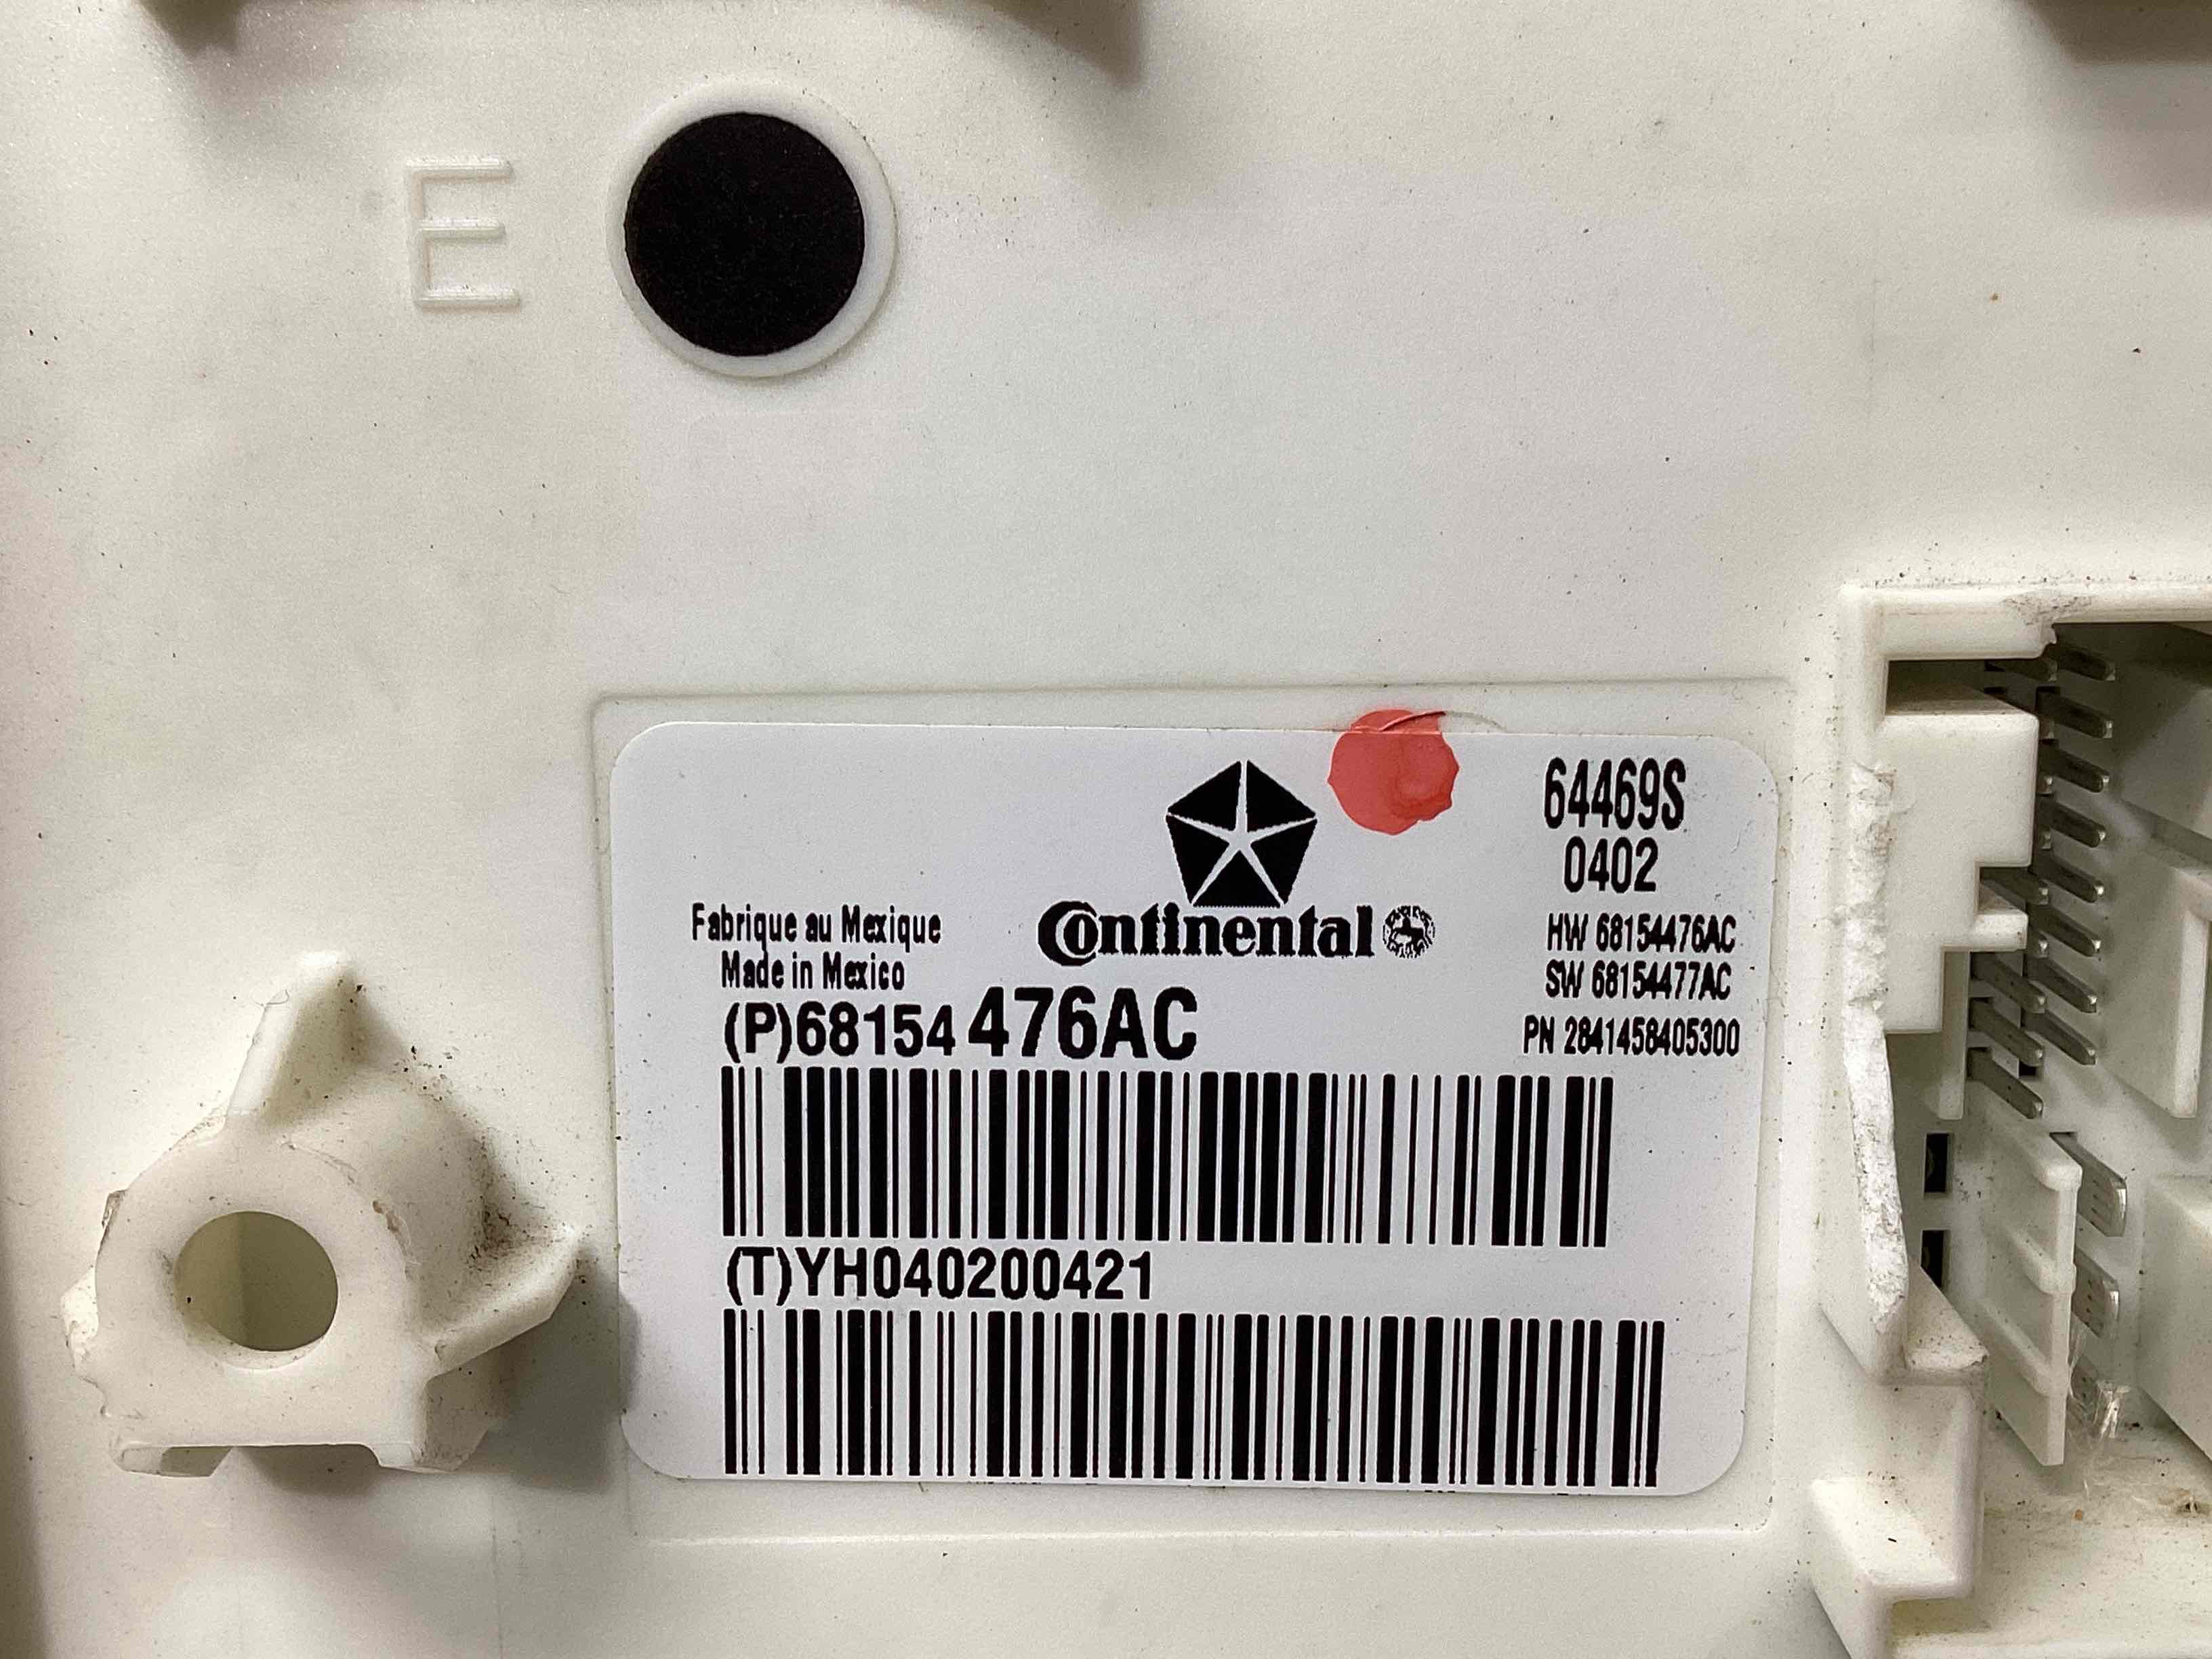 E
64469S
0402
Fabrique au Mexique
Made in Mexico
Continental
HW 68154476AC
SW 68154477AC
(P)68154476AC
PN 2841458405300
(T)YH040200421